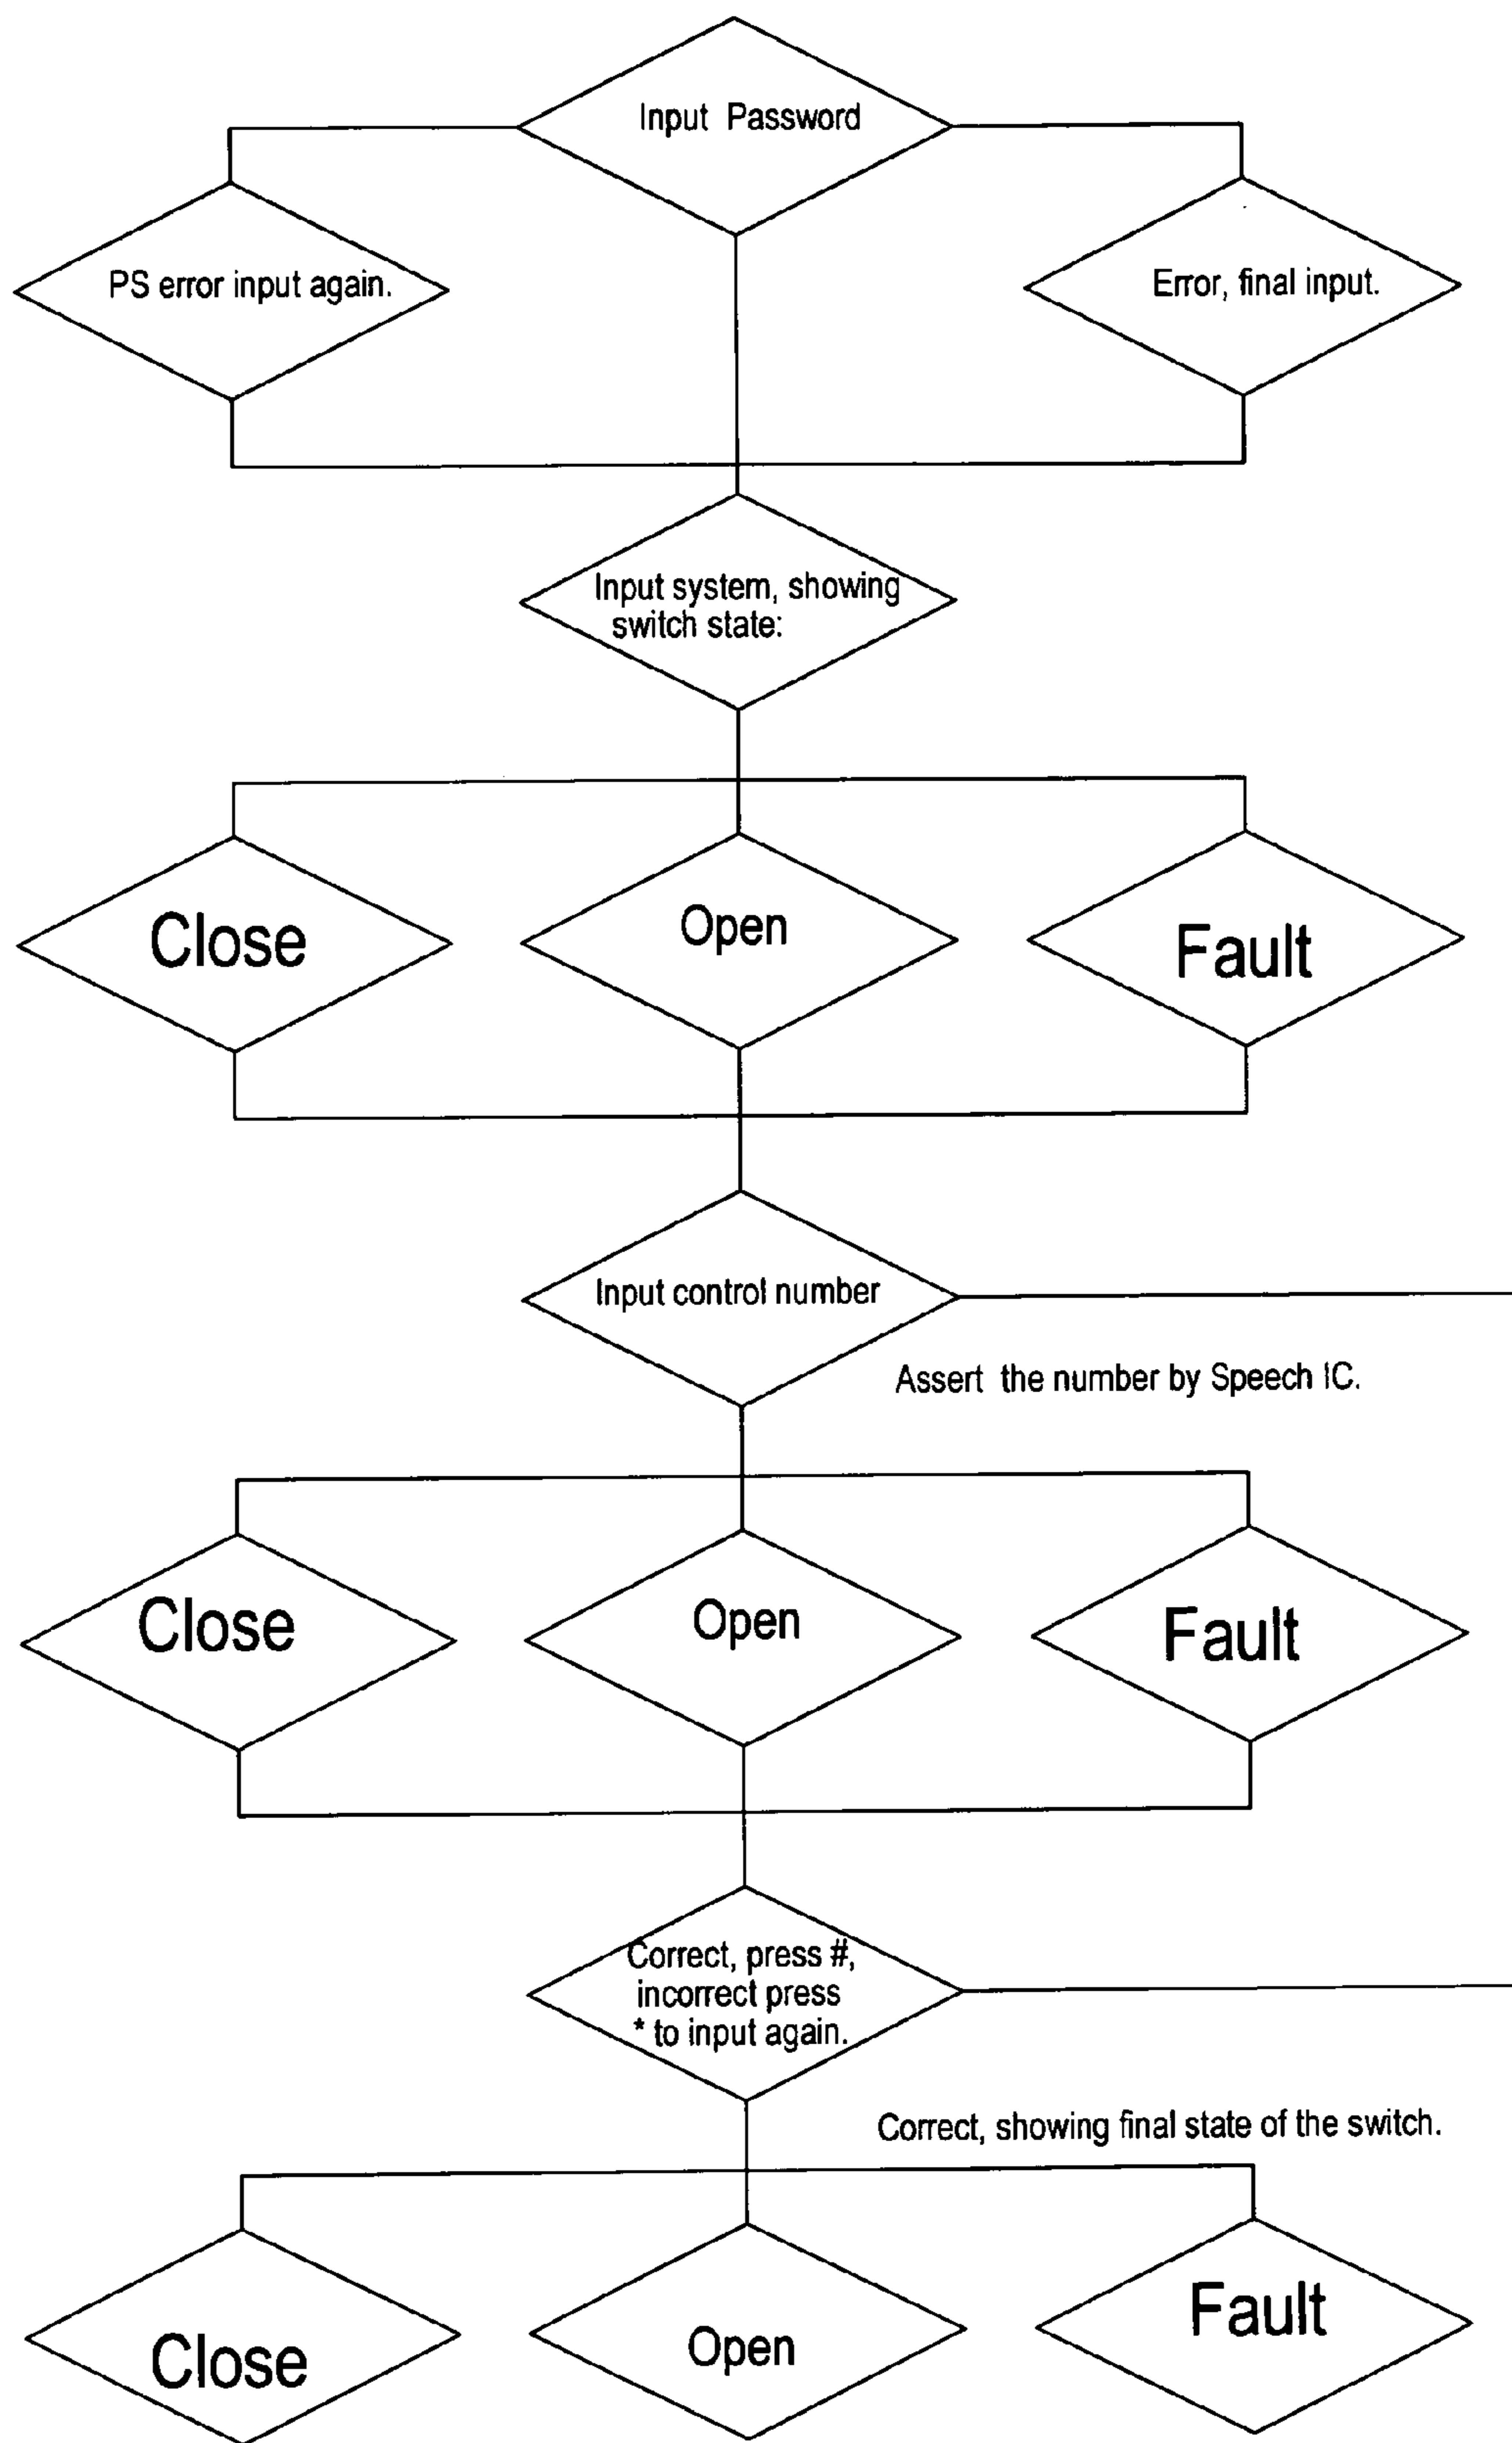 Input Password
PS error input again.
Error, final input.
Input system, showing
switch state:
Close
Open
Fault
Input control number
Assert the number by Speech IC.
Close
Open
Fault
Correct, press #,
incorrect press
* to input again.
Correct, showing final state of the switch.
Close
Open
Fault